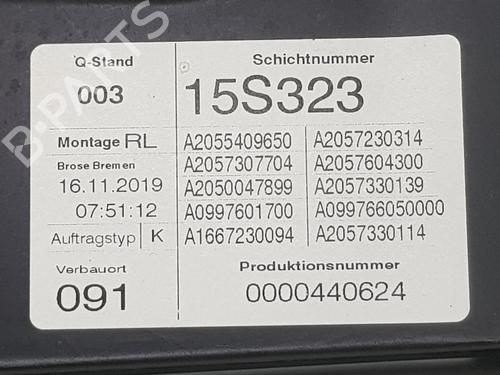 Q-Stand
003
Schichtnummer
15S323
Montage RL
Brose Bremen
16.11.2019
07:51:12
Auftragstyp K
A2055409650 A2057230314
A2057307704 A2057604300
A2050047899 A2057330139
A0997601700 A099766050000
A1667230094 A2057330114
Verbauort
091
Produktionsnummer
0000440624
B-PARTS